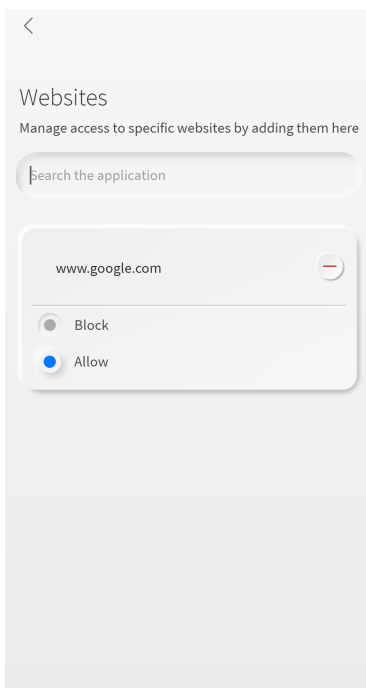 Websites
Manage access to specific websites by adding them here
Search the application
www.google.com
Block
Allow